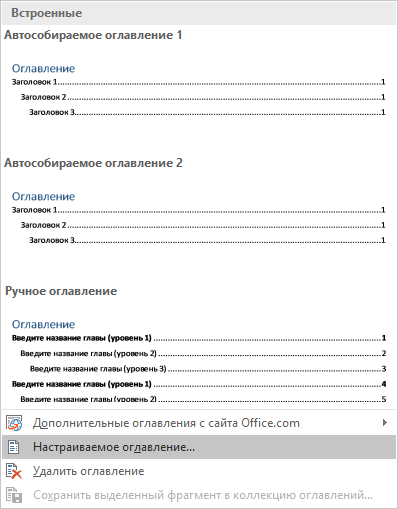 Встроенные
Автособираемое оглавление 1
Оглавление
Заголовок 1........................................1
Заголовок 2........................................1
Заголовок 3........................................1
Автособираемое оглавление 2
Оглавление
Заголовок 1........................................1
Заголовок 2........................................1
Заголовок 3........................................1
Ручное оглавление
Оглавление
Введите название главы (уровень 1)........................................1
Введите название главы (уровень 2)........................................2
Введите название главы (уровень 3)........................................3
Введите название главы (уровень 1)........................................4
Введите название главы (уровень 2)........................................5
Дополнительные оглавления с сайта Office.com
Настраиваемое оглавление...
Удалить оглавление
Сохранить выделенный фрагмент в коллекцию оглавлений...